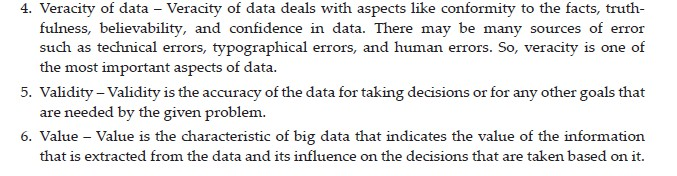 4. Veracity of data – Veracity of data deals with aspects like conformity to the facts, truth-
fulness, believability, and confidence in data. There may be many sources of error
such as technical errors, typographical errors, and human errors. So, veracity is one of
the most important aspects of data.
5. Validity – Validity is the accuracy of the data for taking decisions or for any other goals that
are needed by the given problem.
6. Value – Value is the characteristic of big data that indicates the value of the information
that is extracted from the data and its influence on the decisions that are taken based on it.